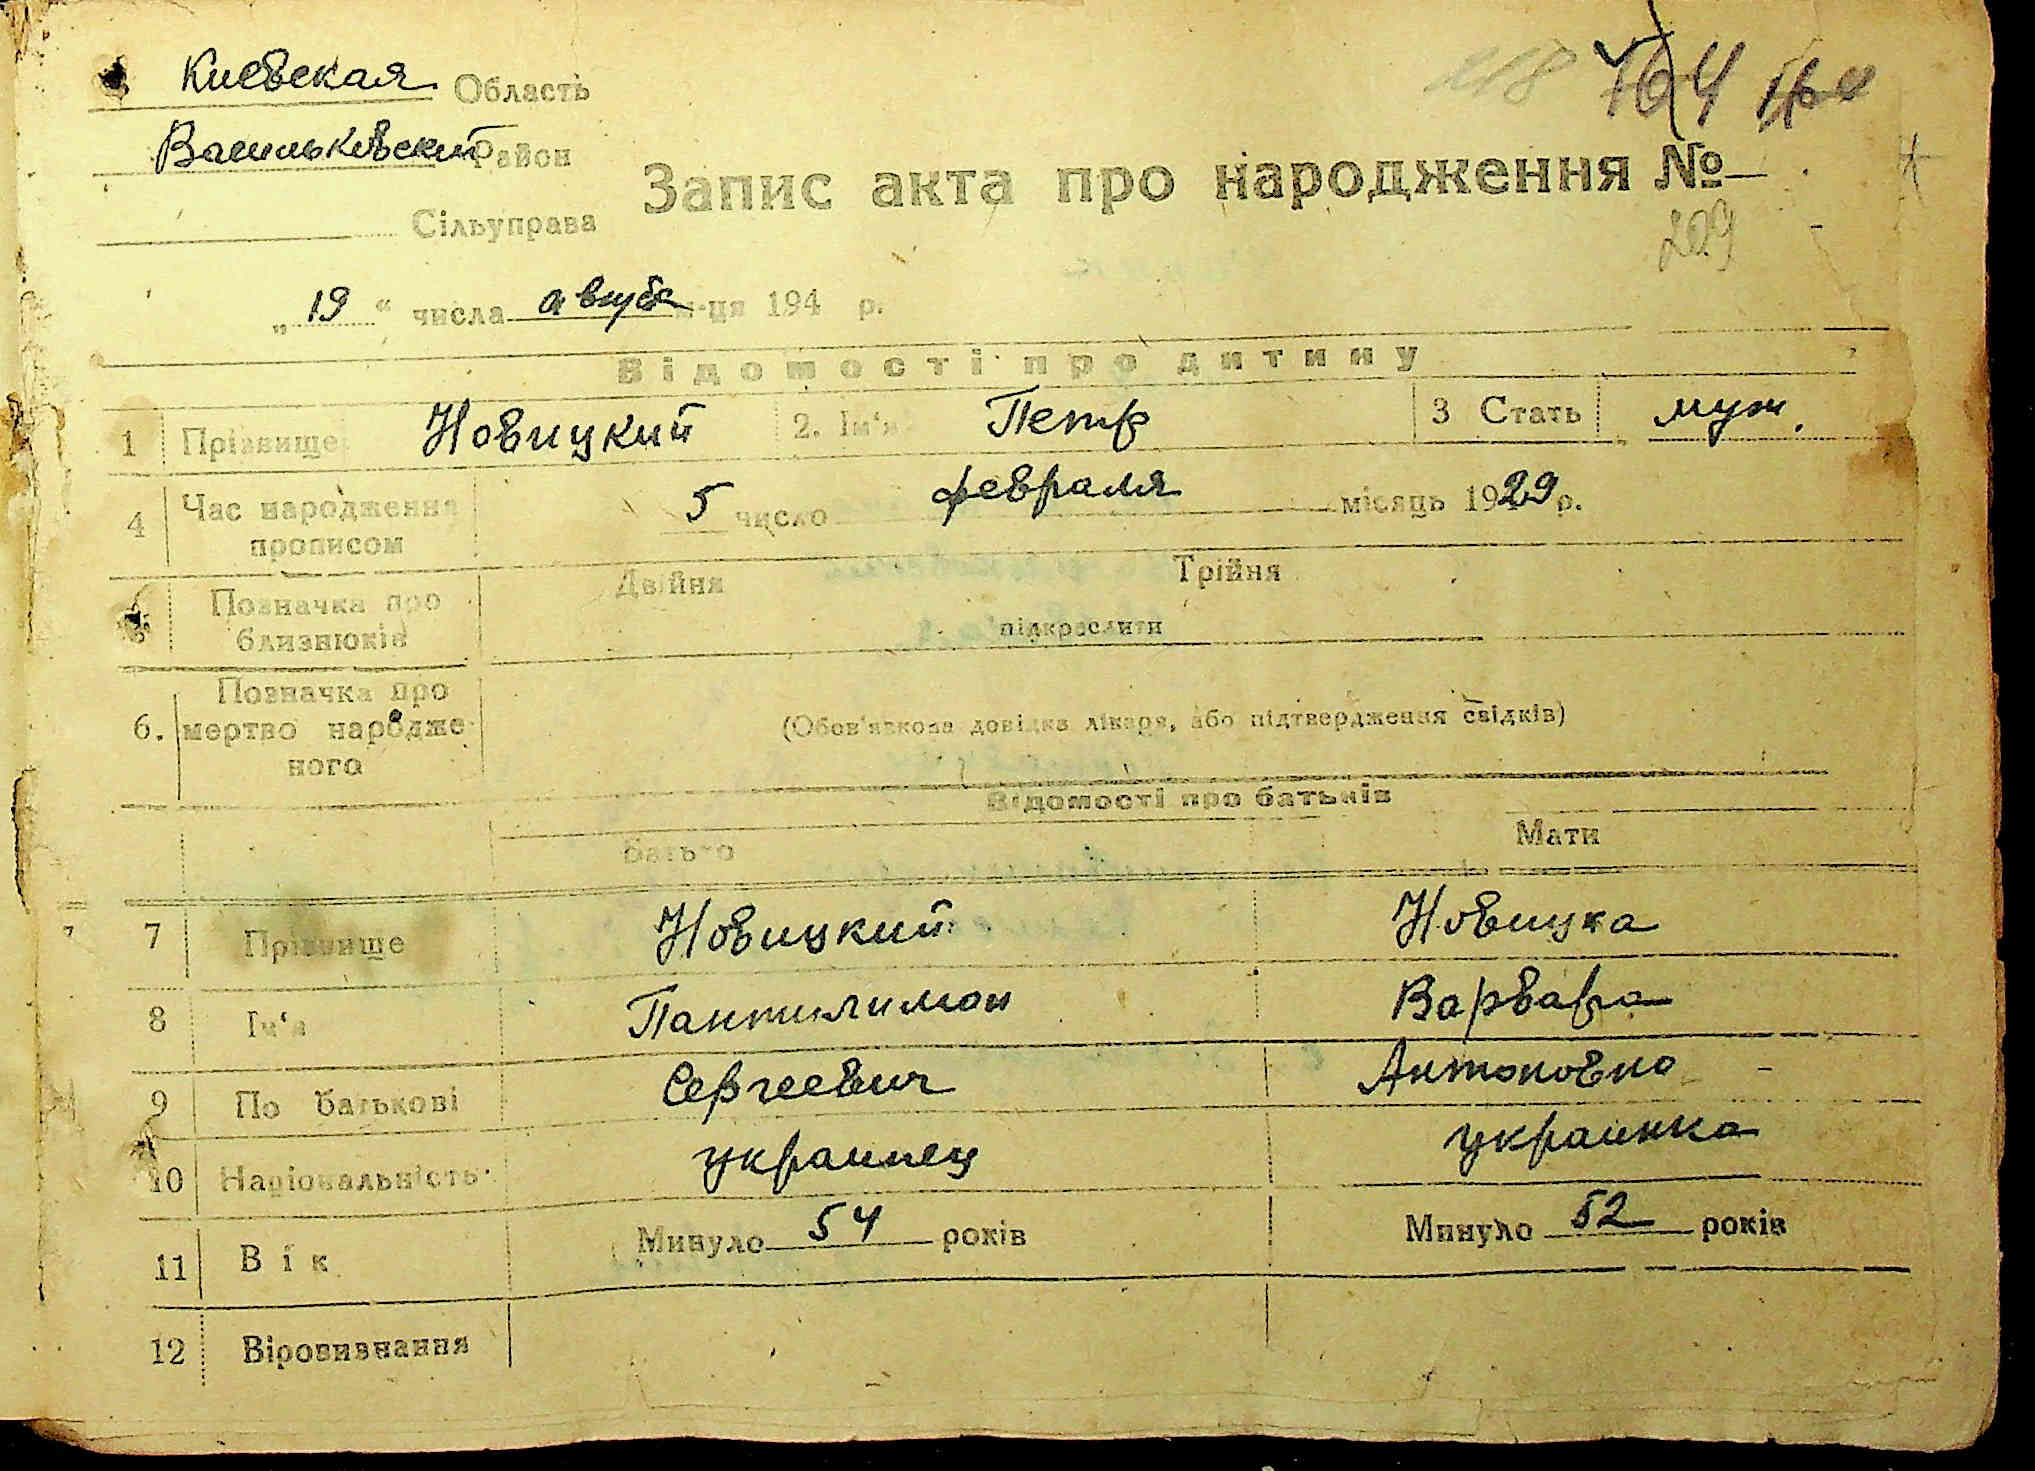 118 764
Киевская Область
Васильковский Район
Сільуправа
Запис акта про народження №
209
„19“ числа август м-ця 194 р.
Відомості про дитину
1 Прізвище Новицкий 2. Ім'я Петр 3 Стать муж.
4 Час народження прописом 5 число февраля місяць 1929 р.
5 Позначка про близнюків Двійня Трійня
підкреслити
6. Позначка про мертво народженого (Обов'язкова довідка лікаря, або підтвердження свідків)
Відомості про батьків
Батько Мати
7 Прізвище Новицкий Новицка
8 Ім'я Пантилимон Варвара
9 По батькові Сергеевич Антоновна
10 Національність украинец украинка
11 Вік Минуло 54 років Минуло 52 років
12 Віровизнання